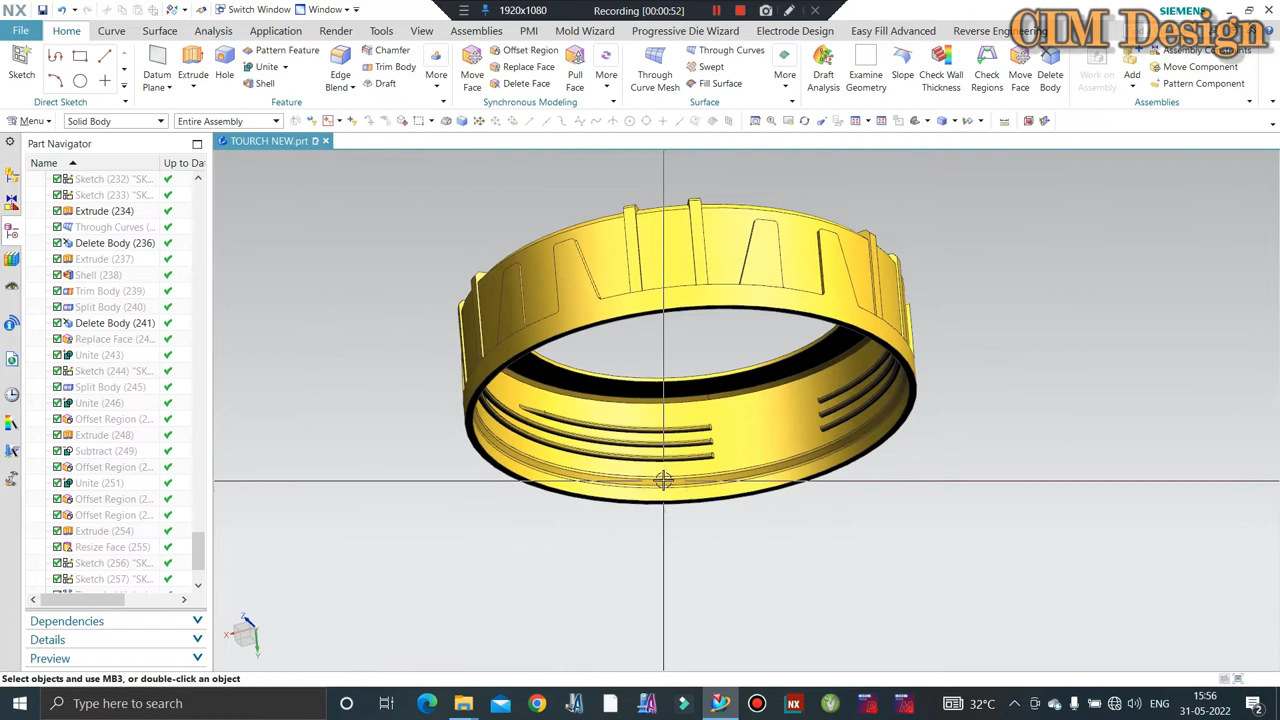 NX
Switch Window
Window
1920x1080
Recording [00:00:52]
SIEMENS
CIM Design
File
Home
Curve
Surface
Analysis
Application
Render
Tools
Assemblies
PMI
Mold Wizard
Progressive Die Wizard
Electrode Design
Easy Fill Advanced
Reverse Engineering
Sketch
Direct Sketch
Datum Plane
Extrude
Hole
Pattern Feature
Unite
Shell
Edge Blend
Chamfer
Trim Body
Draft
More
Feature
Move Face
Offset Region
Replace Face
Delete Face
Pull Face
More
Synchronous Modeling
Through Curve Mesh
Through Curves
Swept
Fill Surface
More
Surface
Draft Analysis
Examine Geometry
Slope
Check Wall Thickness
Check Regions
Move Face
Delete Body
Work on Assembly
Add
Assembly Constraints
Move Component
Pattern Component
Assemblies
Menu
Solid Body
Entire Assembly
Part Navigator
TOURCH NEW.prt
Name
Up to Da
Sketch (232) "SK...
Sketch (233) "SK...
Extrude (234)
Through Curves (...
Delete Body (236)
Extrude (237)
Shell (238)
Trim Body (239)
Split Body (240)
Delete Body (241)
Replace Face (24...
Unite (243)
Sketch (244) "SK...
Split Body (245)
Unite (246)
Offset Region (2...
Extrude (248)
Subtract (249)
Offset Region (2...
Unite (251)
Offset Region (2...
Offset Region (2...
Extrude (254)
Resize Face (255)
Sketch (256) "SK...
Sketch (257) "SK...
Dependencies
Details
Preview
Z
X
Y
Select objects and use MB3, or double-click an object
Type here to search
NX
32°C
ENG
15:56
31-05-2022
2